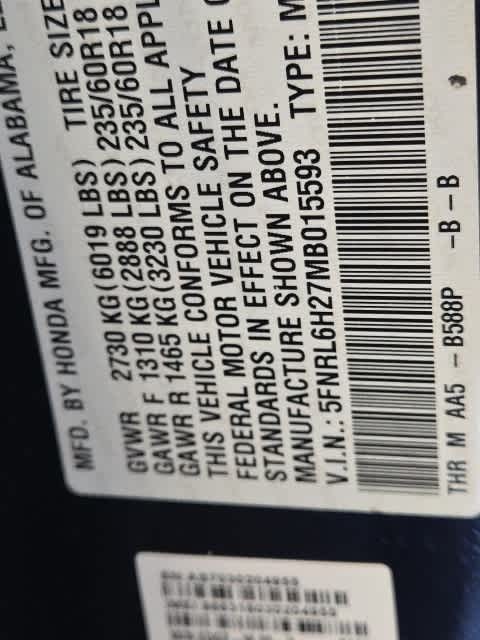 MFD. BY HONDA MFG. OF ALABAMA,
GVWR 2730 KG(6019 LBS) TIRE SIZE
GAWR F 1310 KG(2888 LBS) 235/60R18
GAWR R 1465 KG(3230 LBS) 235/60R18
THIS VEHICLE CONFORMS TO ALL APPL
FEDERAL MOTOR VEHICLE SAFETY
STANDARDS IN EFFECT ON THE DATE O
MANUFACTURE SHOWN ABOVE.
V.I.N.: 5FNRL6H27MB015593 TYPE: M
THR M AA5 - B588P -B - B